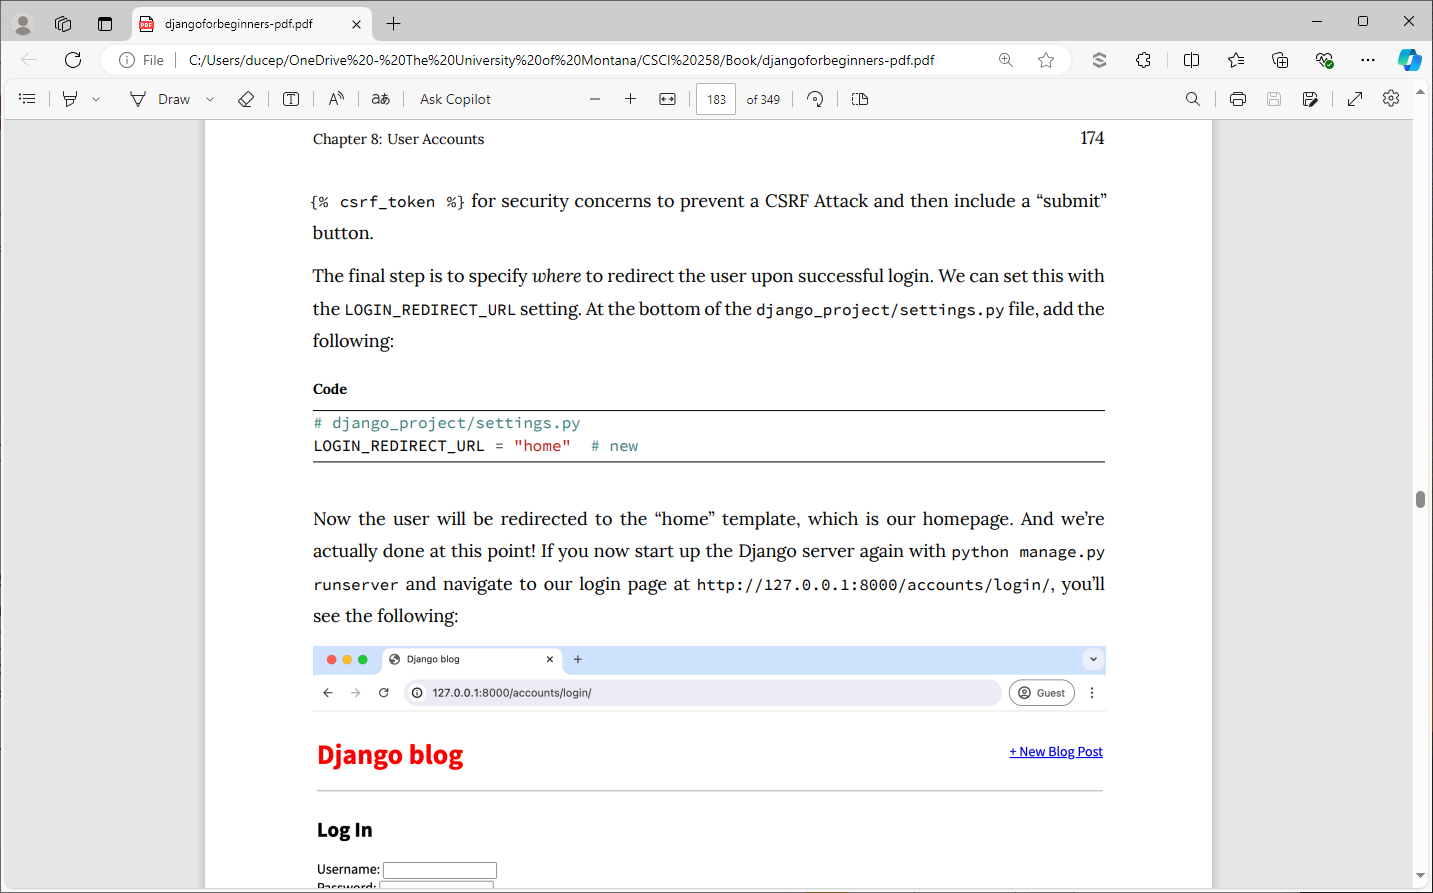 djangoforbeginners-pdf.pdf
File
C:/Users/ducep/OneDrive%20-%20The%20University%20of%20Montana/CSCI%20258/Book/djangoforbeginners-pdf.pdf
Draw
Ask Copilot
183 of 349
Chapter 8: User Accounts 174
{% csrf_token %} for security concerns to prevent a CSRF Attack and then include a “submit”
button.
The final step is to specify where to redirect the user upon successful login. We can set this with
the LOGIN_REDIRECT_URL setting. At the bottom of the django_project/settings.py file, add the
following:
Code
# django_project/settings.py
LOGIN_REDIRECT_URL = "home" # new
Now the user will be redirected to the “home” template, which is our homepage. And we’re
actually done at this point! If you now start up the Django server again with python manage.py
runserver and navigate to our login page at http://127.0.0.1:8000/accounts/login/, you’ll
see the following:
Django blog
127.0.0.1:8000/accounts/login/
Guest
Django blog
+ New Blog Post
Log In
Username:
Password: